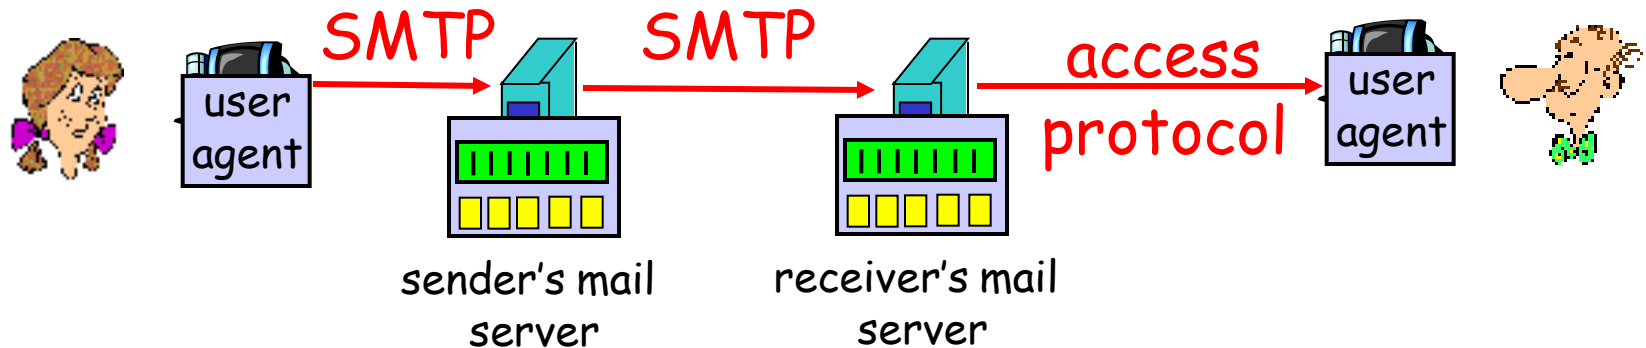 SMTP
SMTP
access
protocol
user
agent
user
agent
sender's mail
server
receiver's mail
server